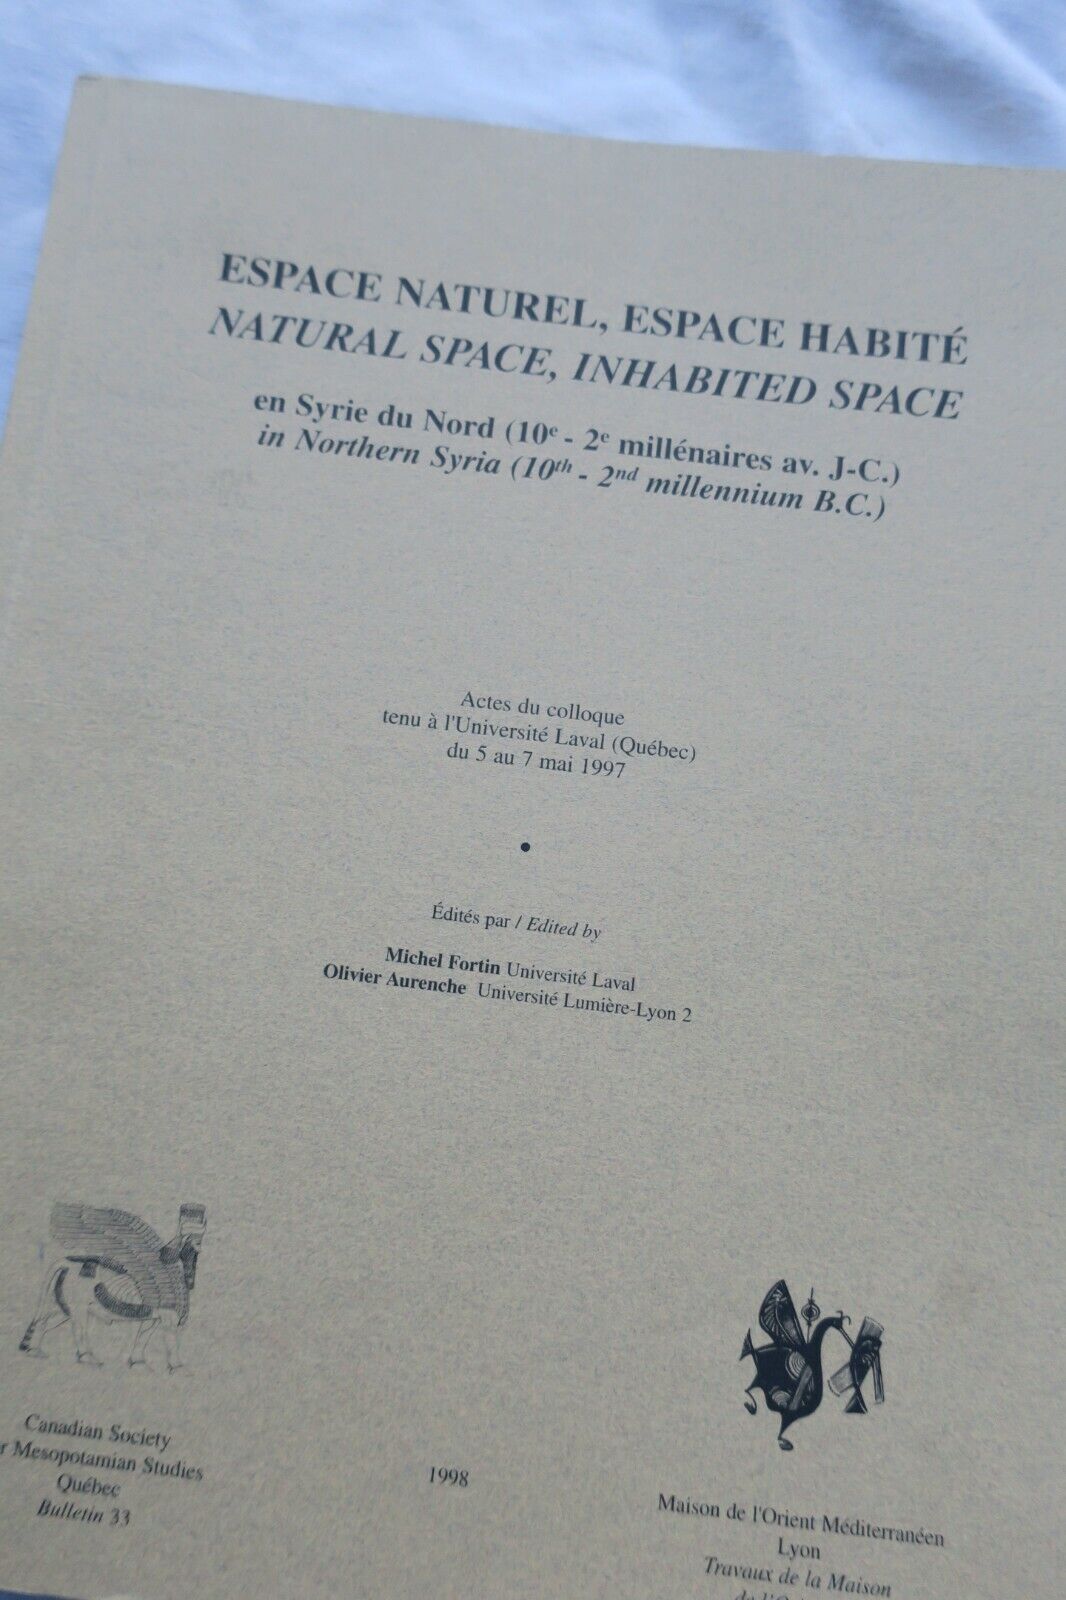 ESPACE NATUREL, ESPACE HABITÉ
NATURAL SPACE, INHABITED SPACE
en Syrie du Nord (10e - 2e millénaires av. J-C.)
in Northern Syria (10th - 2nd millennium B.C.)
Actes du colloque
tenu à l'Université Laval (Québec)
du 5 au 7 mai 1997
•
Édités par / Edited by
Michel Fortin Université Laval
Olivier Aurenche Université Lumière-Lyon 2
Canadian Society
r Mesopotamian Studies
Québec
Bulletin 33
1998
Maison de l'Orient Méditerranéen
Lyon
Travaux de la Maison